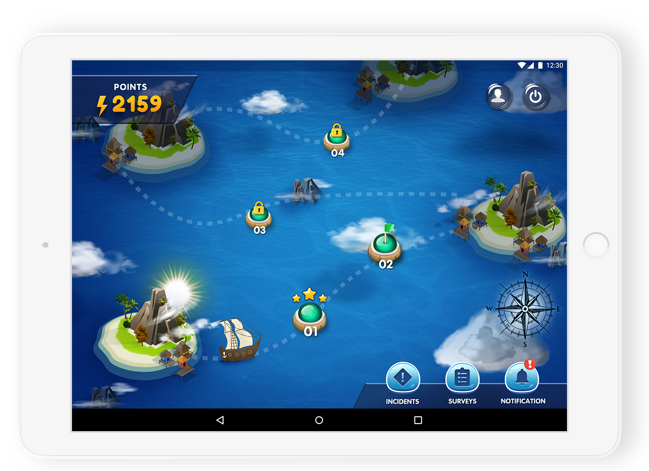 12:30
POINTS
2159
04
03
02
01
N
W E
S
INCIDENTS SURVEYS NOTIFICATION